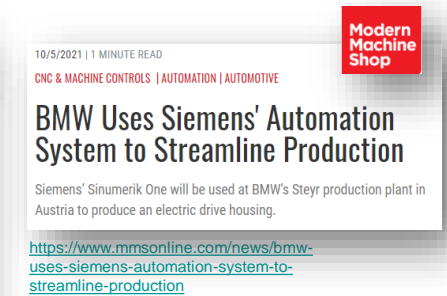 Modern
Machine
Shop
10/5/2021 | 1 MINUTE READ
CNC & MACHINE CONTROLS | AUTOMATION | AUTOMOTIVE
BMW Uses Siemens' Automation
System to Streamline Production
Siemens' Sinumerik One will be used at BMW's Steyr production plant in
Austria to produce an electric drive housing.
https://www.mmsonline.com/news/bmw-
uses-siemens-automation-system-to-
streamline-production